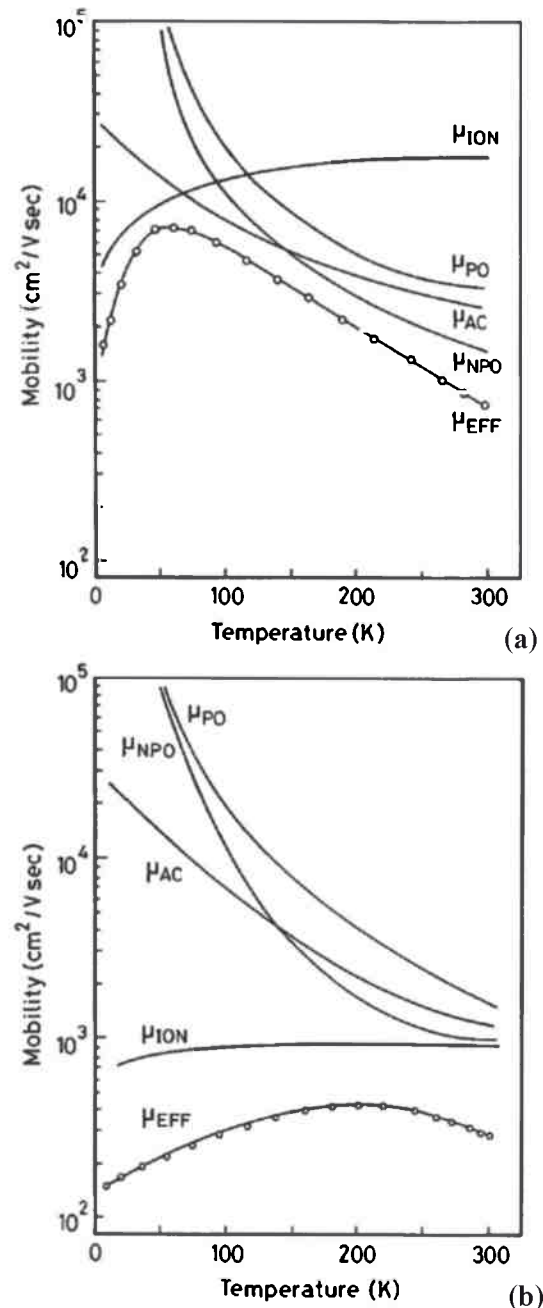 10⁵
Mobility (cm²/V sec)
10⁴
10³
10²
μION
μPO
μAC
μNPO
μEFF
0 100 200 300
Temperature (K)
(a)
10⁵
Mobility (cm²/V sec)
10⁴
10³
10²
μPO
μNPO
μAC
μION
μEFF
0 100 200 300
Temperature (K)
(b)